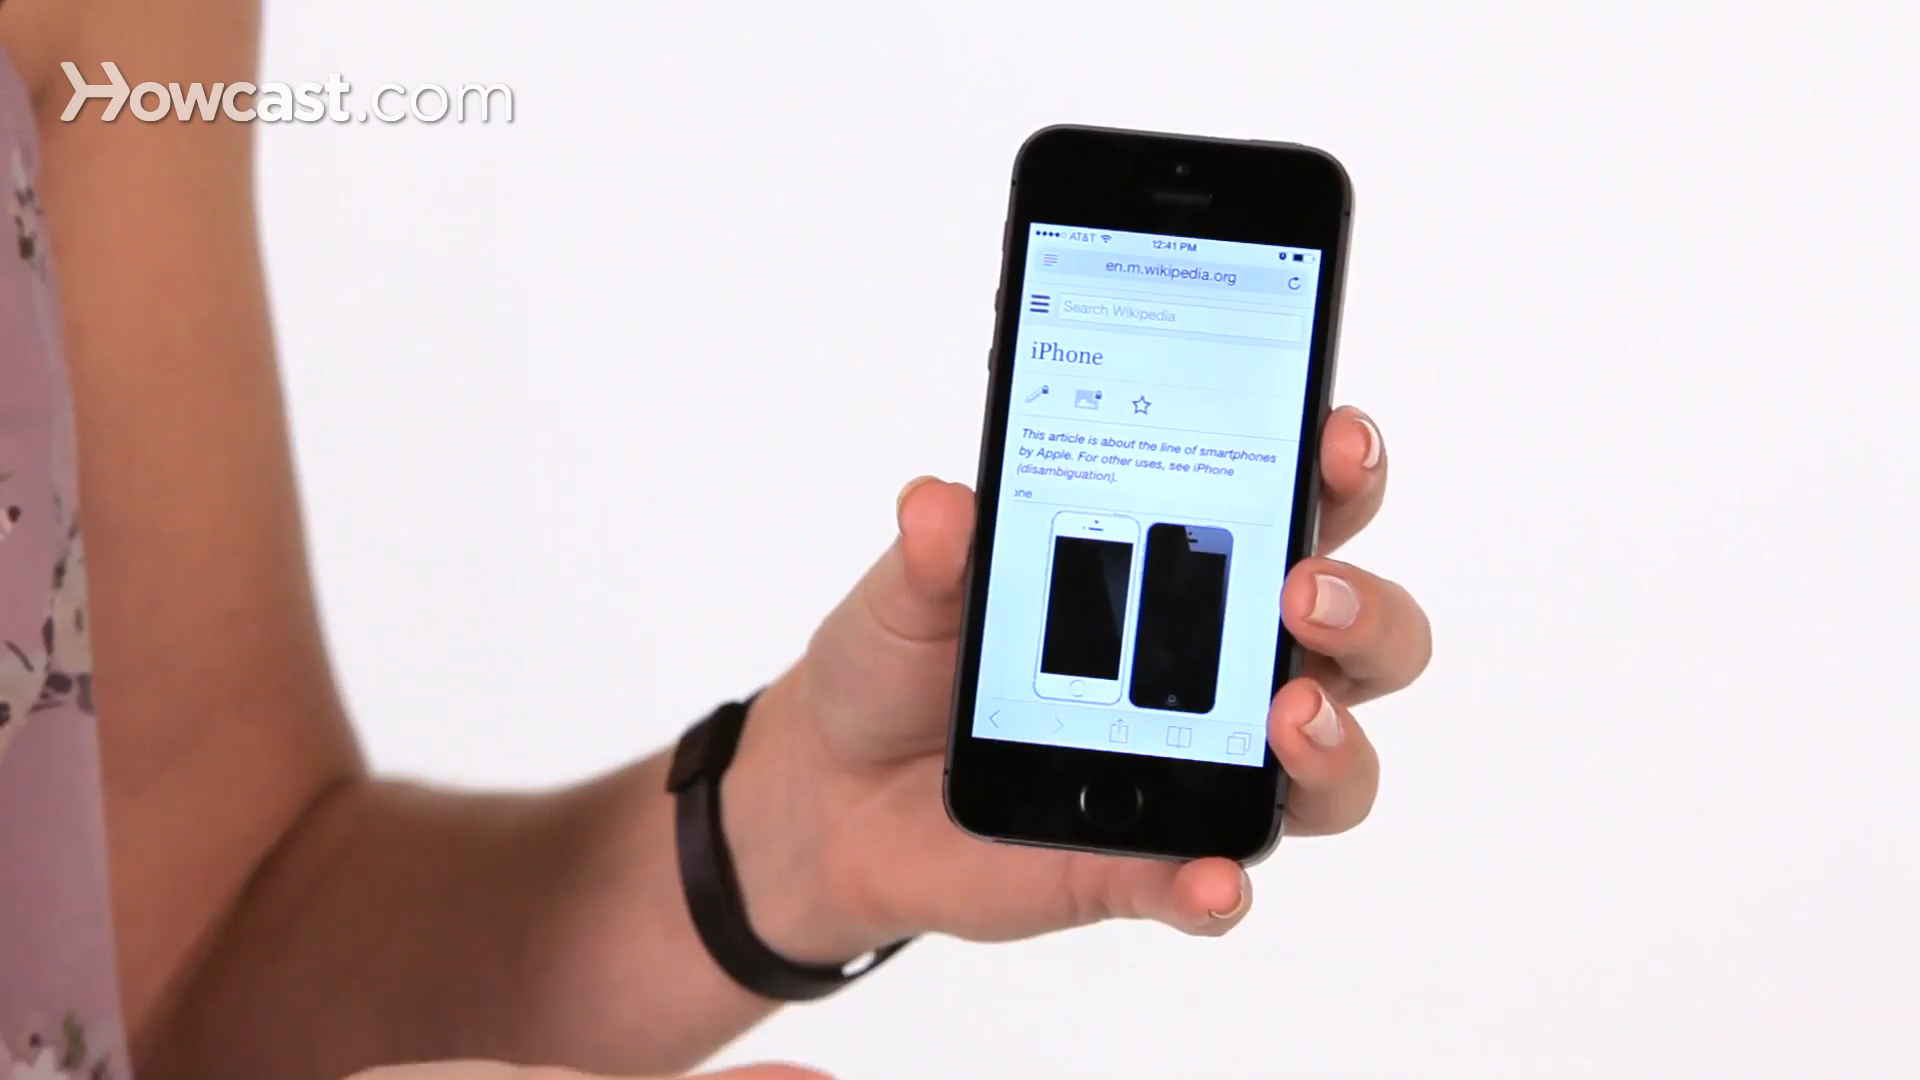 Howcast.com
AT&T 12:41 PM
en.m.wikipedia.org
Search Wikipedia
iPhone
This article is about the line of smartphones
by Apple. For other uses, see iPhone
(disambiguation).
one